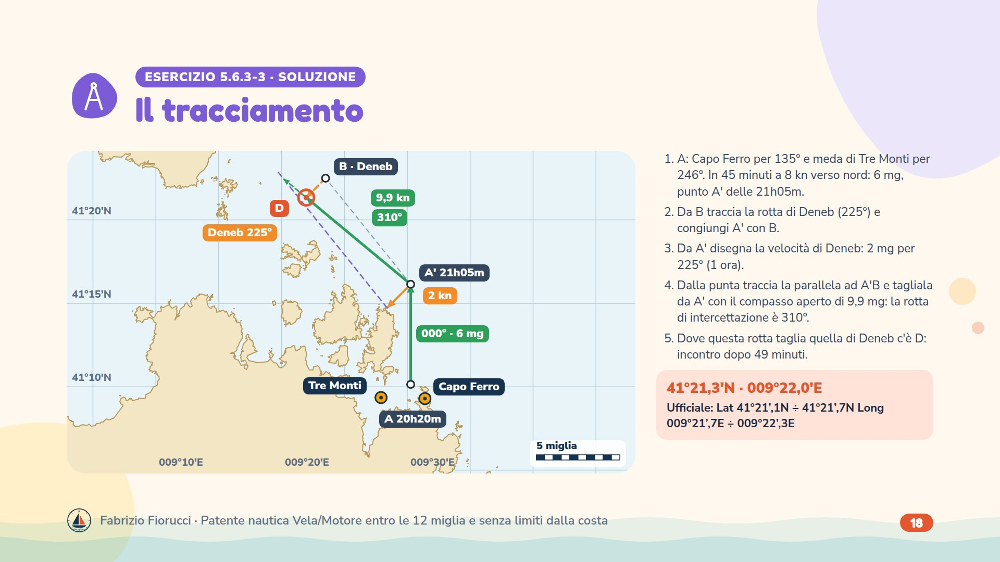 ESERCIZIO 5.6.3-3 · SOLUZIONE
Il tracciamento
B · Deneb
9,9 kn
310°
D
41°20'N
Deneb 225°
A' 21h05m
2 kn
41°15'N
000° · 6 mg
41°10'N
Tre Monti
Capo Ferro
A 20h20m
5 miglia
009°10'E
009°20'E
009°30'E
1. A: Capo Ferro per 135° e meda di Tre Monti per
246°. In 45 minuti a 8 kn verso nord: 6 mg,
punto A' delle 21h05m.
2. Da B traccia la rotta di Deneb (225°) e
congiungi A' con B.
3. Da A' disegna la velocità di Deneb: 2 mg per
225° (1 ora).
4. Dalla punta traccia la parallela ad A'B e tagliala
da A' con il compasso aperto di 9,9 mg: la rotta
di intercettazione è 310°.
5. Dove questa rotta taglia quella di Deneb c'è D:
incontro dopo 49 minuti.
41°21,3'N · 009°22,0'E
Ufficiale: Lat 41°21’,1N ÷ 41°21’,7N Long
009°21’,7E ÷ 009°22’,3E
Fabrizio Fiorucci · Patente nautica Vela/Motore entro le 12 miglia e senza limiti dalla costa
18